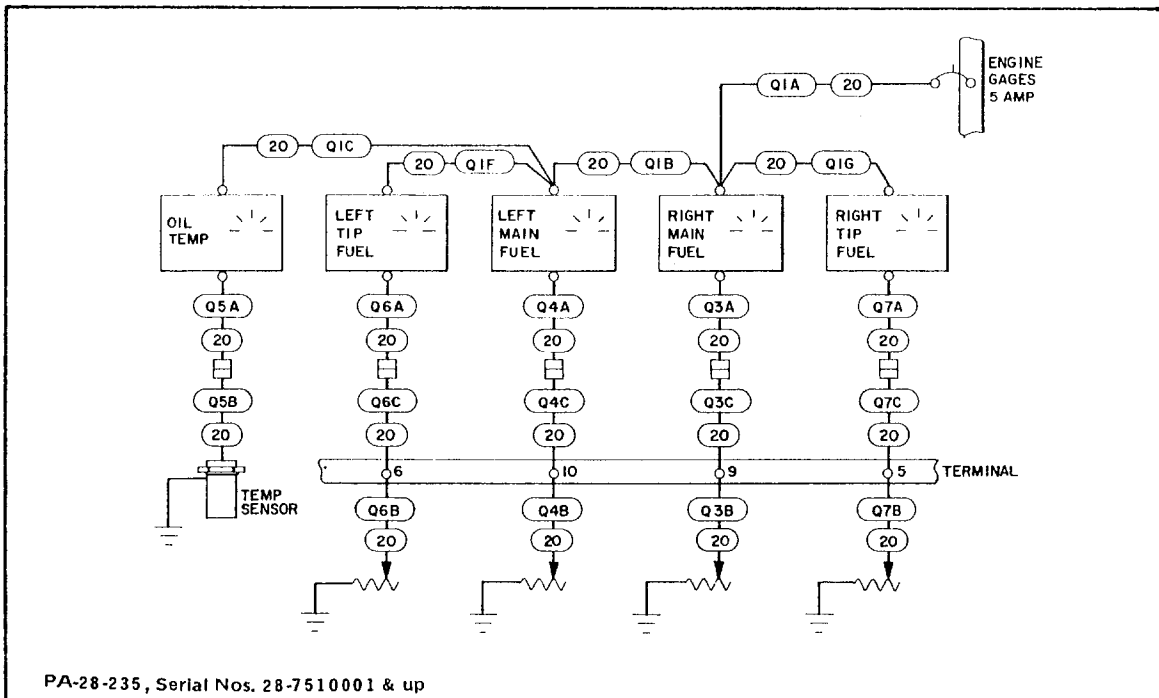 ENGINE
GAGES
5 AMP
Q1A 20
20 Q1C
20 Q1F
20 Q1B
20 Q1G
OIL
TEMP
LEFT
TIP
FUEL
LEFT
MAIN
FUEL
RIGHT
MAIN
FUEL
RIGHT
TIP
FUEL
Q5A Q6A Q4A Q3A Q7A
20 20 20 20 20
Q5B Q6C Q4C Q3C Q7C
20 20 20 20 20
6 10 9 5 TERMINAL
TEMP
SENSOR
Q6B Q4B Q3B Q7B
20 20 20 20
PA-28-235, Serial Nos. 28-7510001 & up